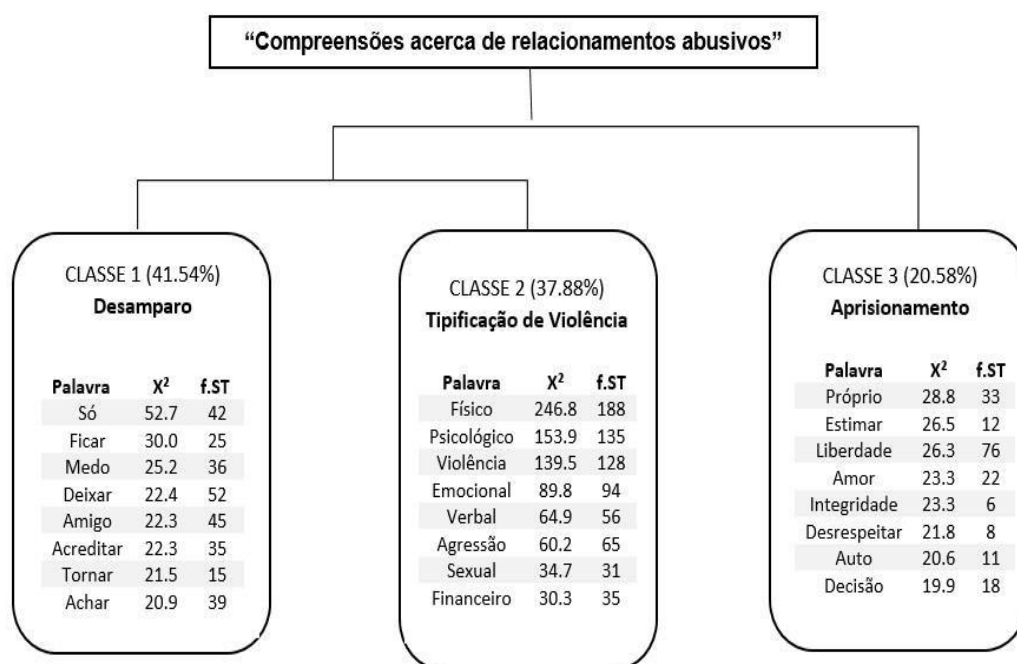 “Compreensões acerca de relacionamentos abusivos”
CLASSE 1 (41.54%)
Desamparo
Palavra X² f.ST
Só 52.7 42
Ficar 30.0 25
Medo 25.2 36
Deixar 22.4 52
Amigo 22.3 45
Acreditar 22.3 35
Tornar 21.5 15
Achar 20.9 39
CLASSE 2 (37.88%)
Tipificação de Violência
Palavra X² f.ST
Físico 246.8 188
Psicológico 153.9 135
Violência 139.5 128
Emocional 89.8 94
Verbal 64.9 56
Agressão 60.2 65
Sexual 34.7 31
Financeiro 30.3 35
CLASSE 3 (20.58%)
Aprisionamento
Palavra X² f.ST
Próprio 28.8 33
Estimar 26.5 12
Liberdade 26.3 76
Amor 23.3 22
Integridade 23.3 6
Desrespeitar 21.8 8
Auto 20.6 11
Decisão 19.9 18